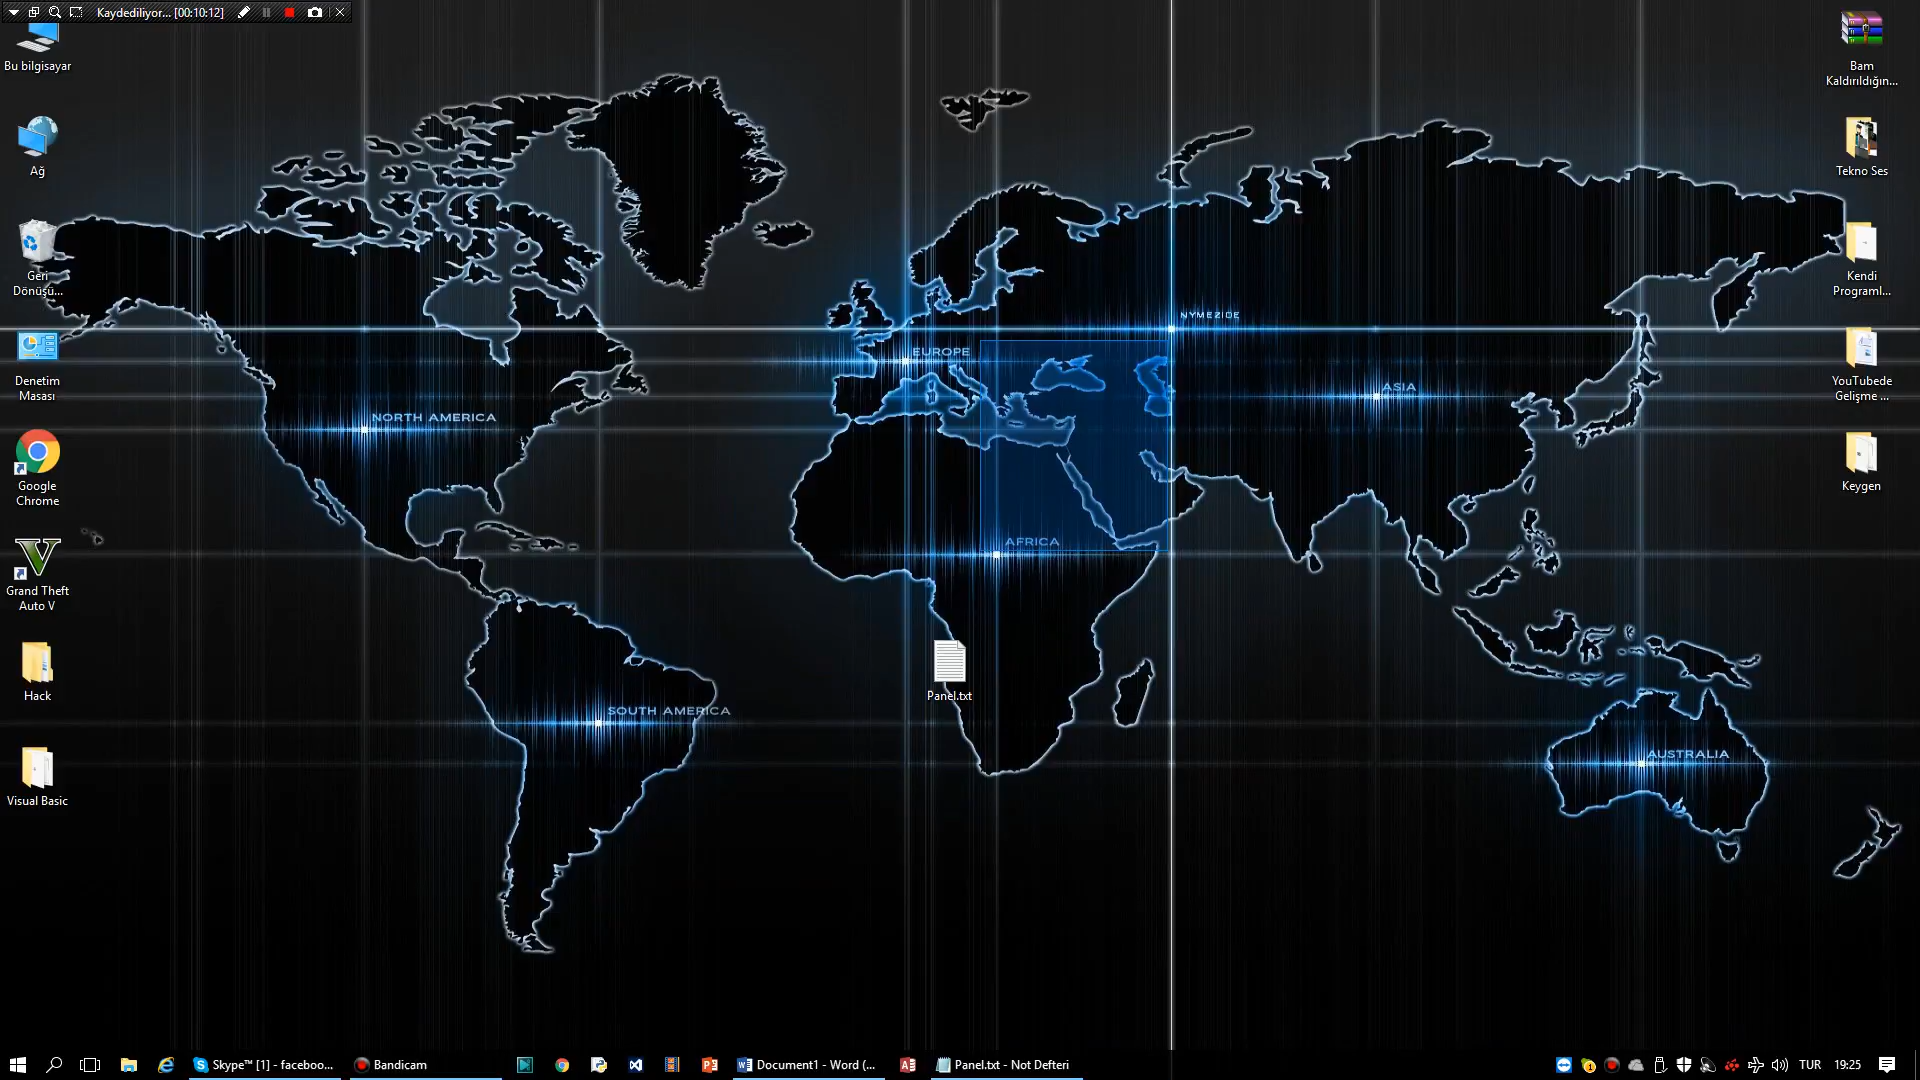 Kaydediliyor... [00:10:12]
Bu bilgisayar
Ağ
Geri
Dönüşü...
Denetim
Masası
Google
Chrome
Grand Theft
Auto V
Hack
Visual Basic
NORTH AMERICA
SOUTH AMERICA
EUROPE
NYMEZIDE
ASIA
AFRICA
AUSTRALIA
Panel.txt
Bam
Kaldırıldığın...
Tekno Ses
Kendi
Programl...
YouTubede
Gelişme ...
Keygen
Skype™ [1] - faceboo...
Bandicam
Document1 - Word (...
Panel.txt - Not Defteri
TUR
19:25